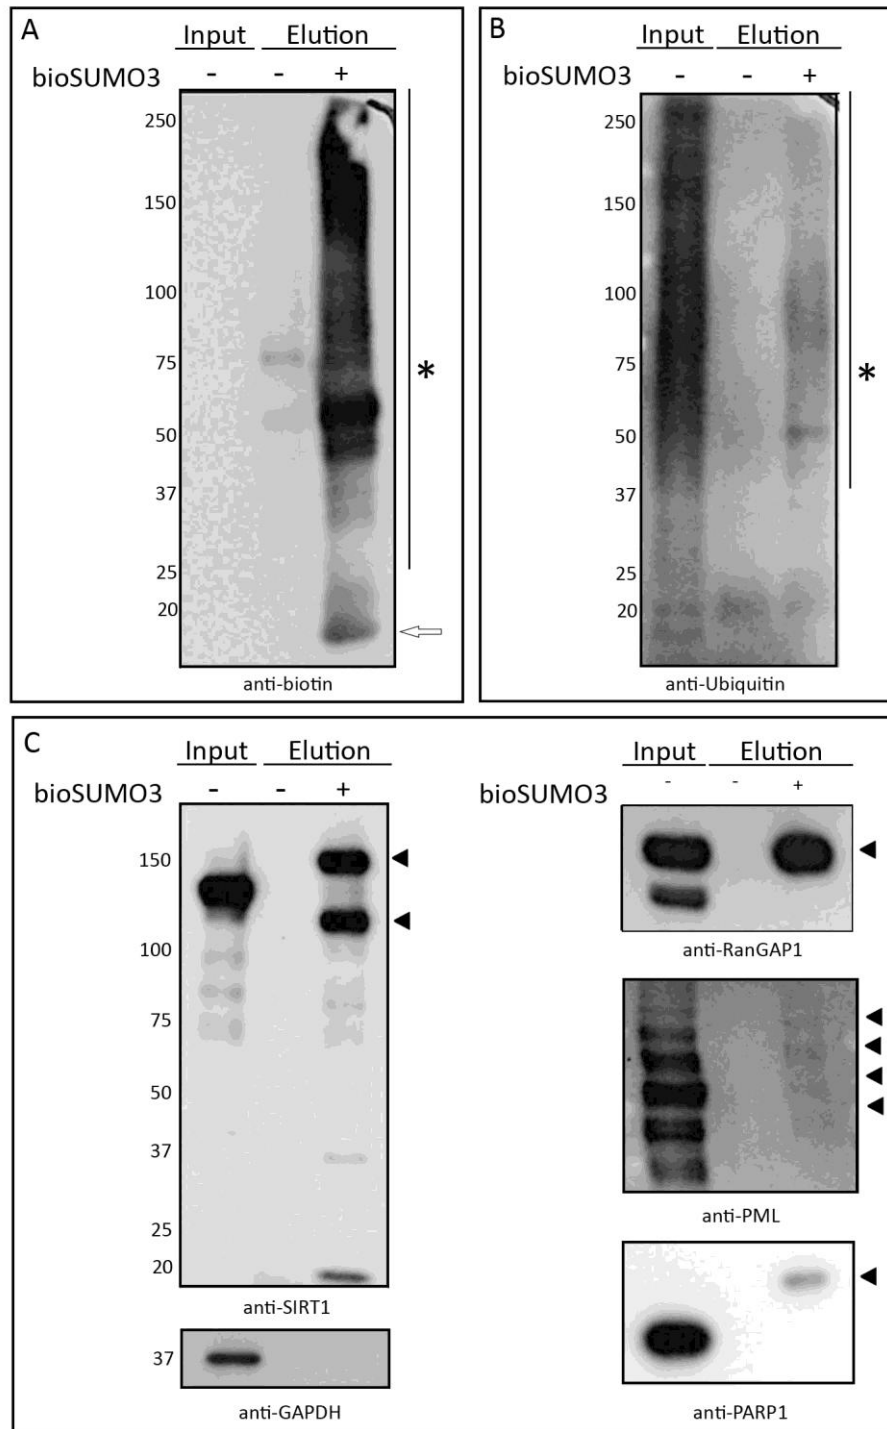 A
Input Elution
bioSUMO3 - - +
250
150
100
75
50
37
25
20
*
anti-biotin
B
Input Elution
bioSUMO3 - - +
250
150
100
75
50
37
25
20
*
anti-Ubiquitin
C
Input Elution
bioSUMO3 - - +
150
100
75
50
37
25
20
anti-SIRT1
37
anti-GAPDH
Input Elution
bioSUMO3 - - +
anti-RanGAP1
anti-PML
anti-PARP1